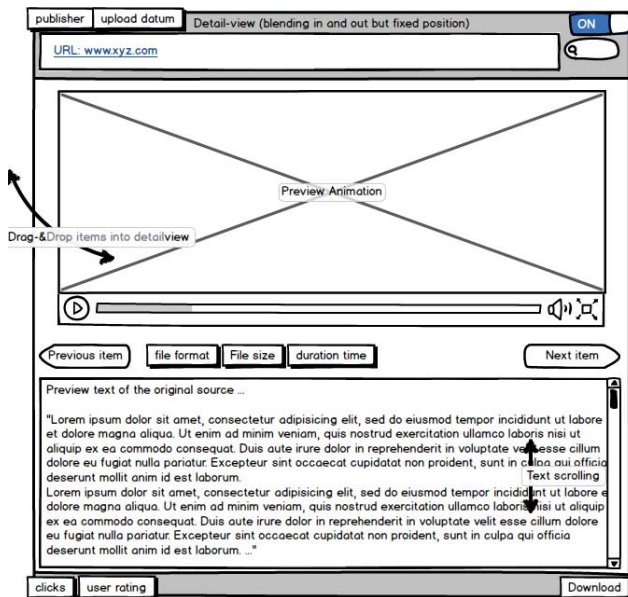 publisher
upload datum
Detail-view (blending in and out but fixed position)
ON
URL: www.xyz.com
Preview Animation
Drag-&Drop items into detailview
Previous item
file format
File size
duration time
Next item
Preview text of the original source ...
"Lorem ipsum dolor sit amet, consectetur adipisicing elit, sed do eiusmod tempor incididunt ut labore
et dolore magna aliqua. Ut enim ad minim veniam, quis nostrud exercitation ullamco laboris nisi ut
aliquip ex ea commodo consequat. Duis aute irure dolor in reprehenderit in voluptate velit esse cillum
dolore eu fugiat nulla pariatur. Excepteur sint occaecat cupidatat non proident, sunt in culpa qui officia
deserunt mollit anim id est laborum.
Text scrolling
Lorem ipsum dolor sit amet, consectetur adipisicing elit, sed do eiusmod tempor incididunt ut labore e
dolore magna aliqua. Ut enim ad minim veniam, quis nostrud exercitation ullamco laboris nisi ut aliquip
ex ea commodo consequat. Duis aute irure dolor in reprehenderit in voluptate velit esse cillum dolore
eu fugiat nulla pariatur. Excepteur sint occaecat cupidatat non proident, sunt in culpa qui officia
deserunt mollit anim id est laborum. ..."
clicks
user rating
Download